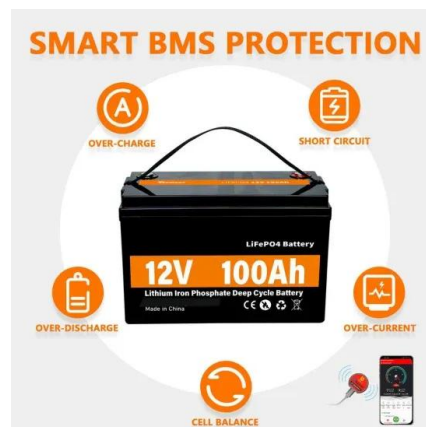 SMART BMS PROTECTION
OVER-CHARGE
SHORT CIRCUIT
LiFePO4 Battery
12V 100Ah
Lithium Iron Phosphate Deep Cycle Battery
Made in China
OVER-DISCHARGE
OVER-CURRENT
CELL BALANCE